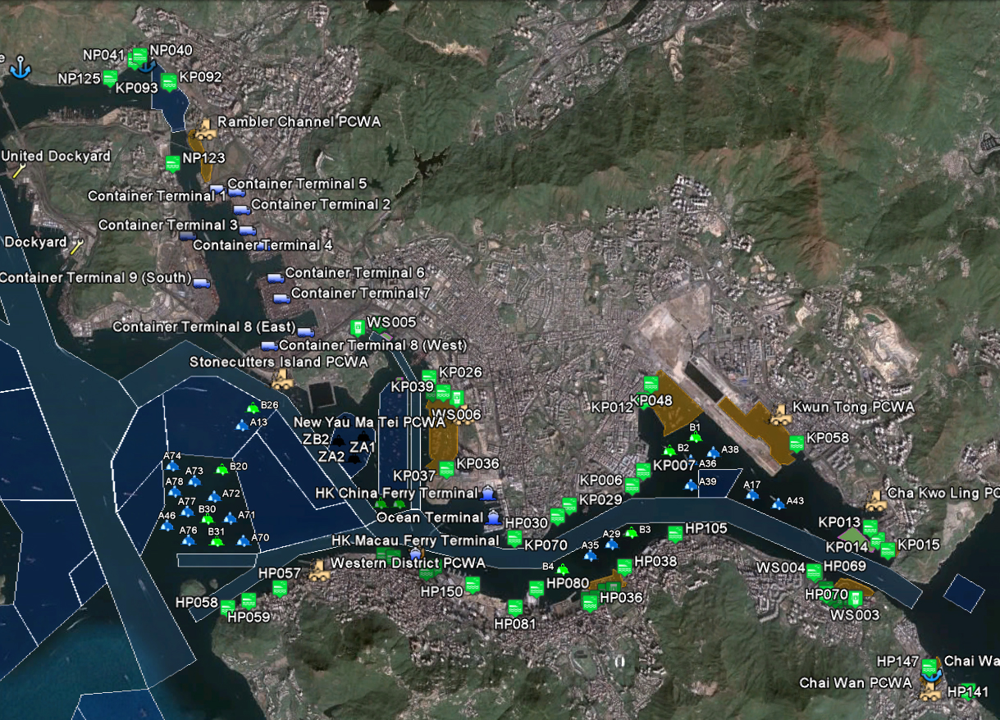 NP041
NP040
e
NP125
KP093
KP092
Rambler Channel PCWA
United Dockyard
NP123
Container Terminal 5
Container Terminal 1
Container Terminal 2
Container Terminal 3
Dockyard
Container Terminal 4
Container Terminal 6
Container Terminal 9 (South)
Container Terminal 7
WS005
Container Terminal 8 (East)
Container Terminal 8 (West)
Stonecutters Island PCWA
KP026
KP039
KP048
KP012
B26
WS006
Kwun Tong PCWA
A13
New Yau Ma Tei PCWA
B1
ZB2
ZA1
ZA2
KP058
B2
A38
A74
A73
B20
KP037
KP036
KP007
A36
A78
A72
KP006
A39
A17
HK China Ferry Terminal
KP029
A43
Cha Kwo Ling PC
A77
B30
A46
A71
Ocean Terminal
HP030
KP013
A76
B31
A70
HK Macau Ferry Terminal
KP070
A29
B3
HP105
KP014
KP015
A35
Western District PCWA
B4
HP038
WS004
HP069
HP057
HP080
HP150
HP036
HP070
HP058
HP059
WS003
HP081
HP147
Chai Wa
Chai Wan PCWA
HP141